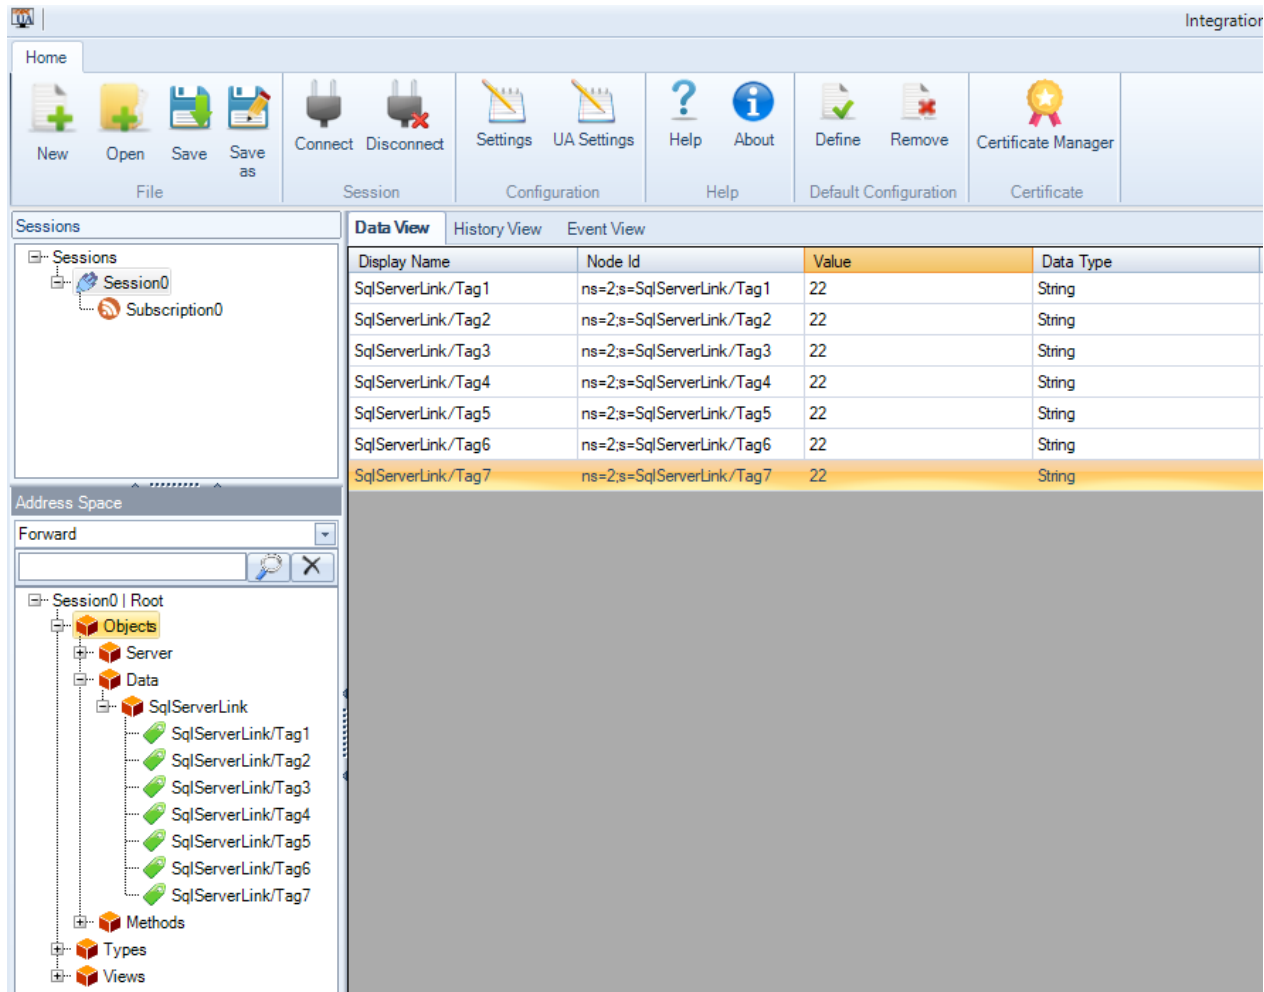 UA
Integration
Home
New
Open
Save
Save as
Connect
Disconnect
Settings
UA Settings
Help
About
Define
Remove
Certificate Manager
File
Session
Configuration
Help
Default Configuration
Certificate
Sessions
Sessions
Session0
Subscription0
Data View
History View
Event View
Display Name Node Id Value Data Type
SqlServerLink/Tag1 ns=2;s=SqlServerLink/Tag1 22 String
SqlServerLink/Tag2 ns=2;s=SqlServerLink/Tag2 22 String
SqlServerLink/Tag3 ns=2;s=SqlServerLink/Tag3 22 String
SqlServerLink/Tag4 ns=2;s=SqlServerLink/Tag4 22 String
SqlServerLink/Tag5 ns=2;s=SqlServerLink/Tag5 22 String
SqlServerLink/Tag6 ns=2;s=SqlServerLink/Tag6 22 String
SqlServerLink/Tag7 ns=2;s=SqlServerLink/Tag7 22 String
Address Space
Forward
Session0 | Root
Objects
Server
Data
SqlServerLink
SqlServerLink/Tag1
SqlServerLink/Tag2
SqlServerLink/Tag3
SqlServerLink/Tag4
SqlServerLink/Tag5
SqlServerLink/Tag6
SqlServerLink/Tag7
Methods
Types
Views